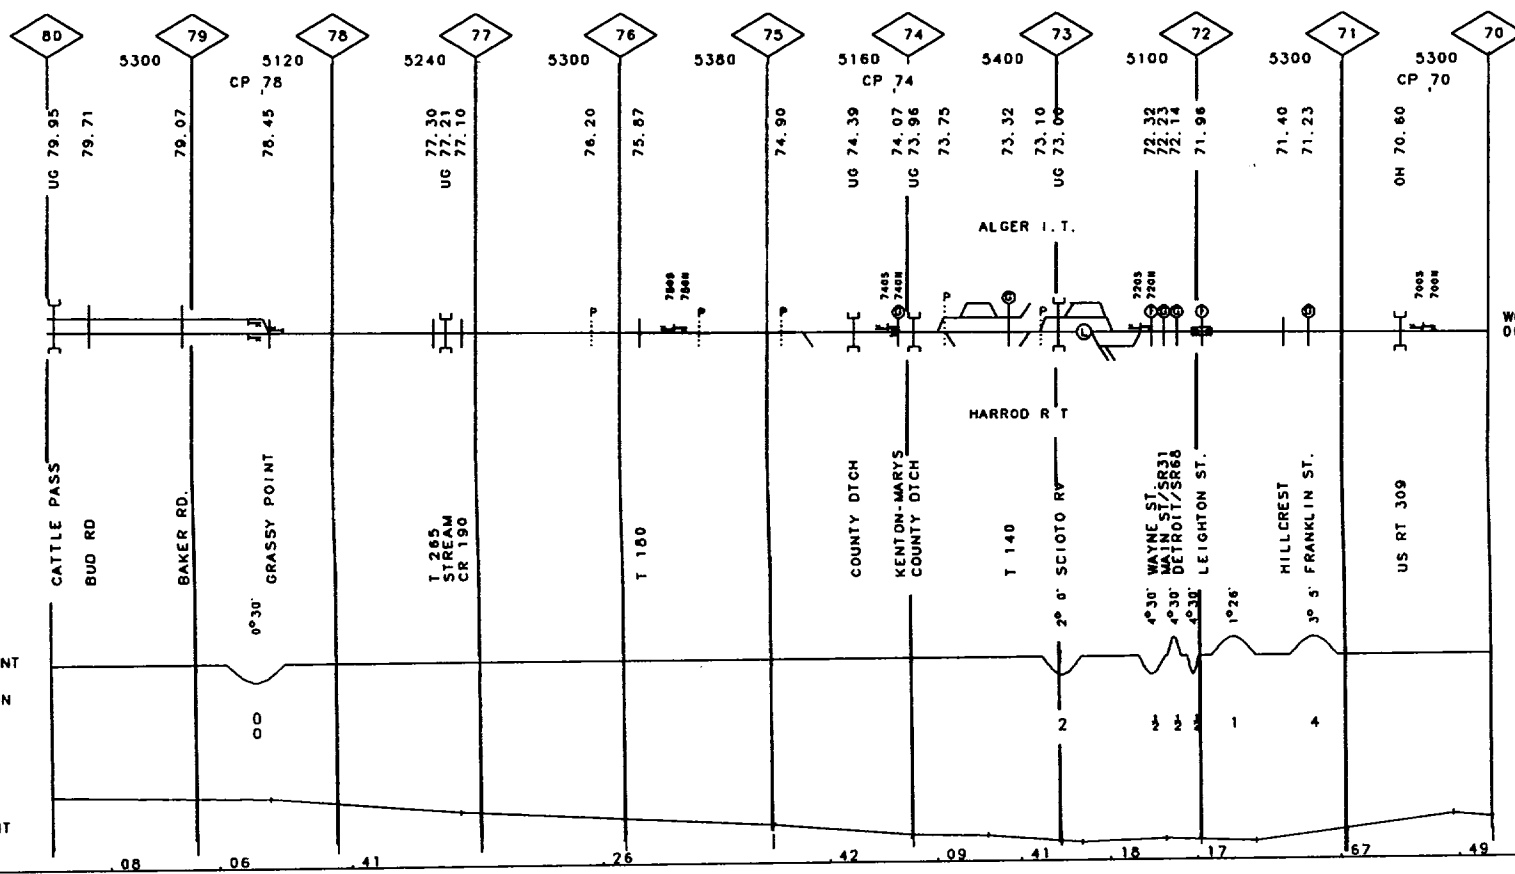 80 79 78 77 76 75 74 73 72 71 70
5300 5120 5240 5300 5380 5160 5400 5100 5300 5300
CP 78 CP 74 CP 70
UG 79.95
79.71
79.07
78.45
77.30
UG 77.21
77.10
76.20
75.87
74.90
UG 74.39
74.07
UG 73.96
73.75
73.32
73.10
UG 73.00
72.32
72.23
72.14
71.96
71.40
71.23
OH 70.60
ALGER I.T.
7202 7202N
740S 740N
700S 700N
P P P P P
L
HARROD R T
CATTLE PASS
BUD RD
BAKER RD.
GRASSY POINT
T 265
STREAM
CR 190
T 180
COUNTY DTCH
KENTON-MARYS
COUNTY DTCH
T 140
SCIOTO RV
WAYNE ST.
MAIN ST/SR31
DETROIT/SR68
LEIGHTON ST.
HILLCREST
FRANKLIN ST.
US RT 309
0°30' 2° 0' 4°30' 4°30' 4°30' 1°26' 3° 5'
NT
N
0 0 2 1 4
T
.08 .06 .41 .26 .42 .09 .41 .18 .17 .67 .49